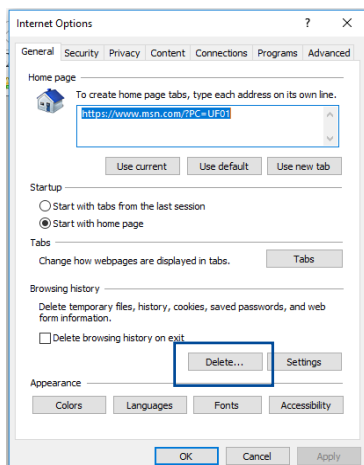 Internet Options
? X
General Security Privacy Content Connections Programs Advanced
Home page
To create home page tabs, type each address on its own line.
https://www.msn.com/?PC=UF01
Use current Use default Use new tab
Startup
Start with tabs from the last session
Start with home page
Tabs
Change how webpages are displayed in tabs. Tabs
Browsing history
Delete temporary files, history, cookies, saved passwords, and web
form information.
Delete browsing history on exit
Delete... Settings
Appearance
Colors Languages Fonts Accessibility
OK Cancel Apply